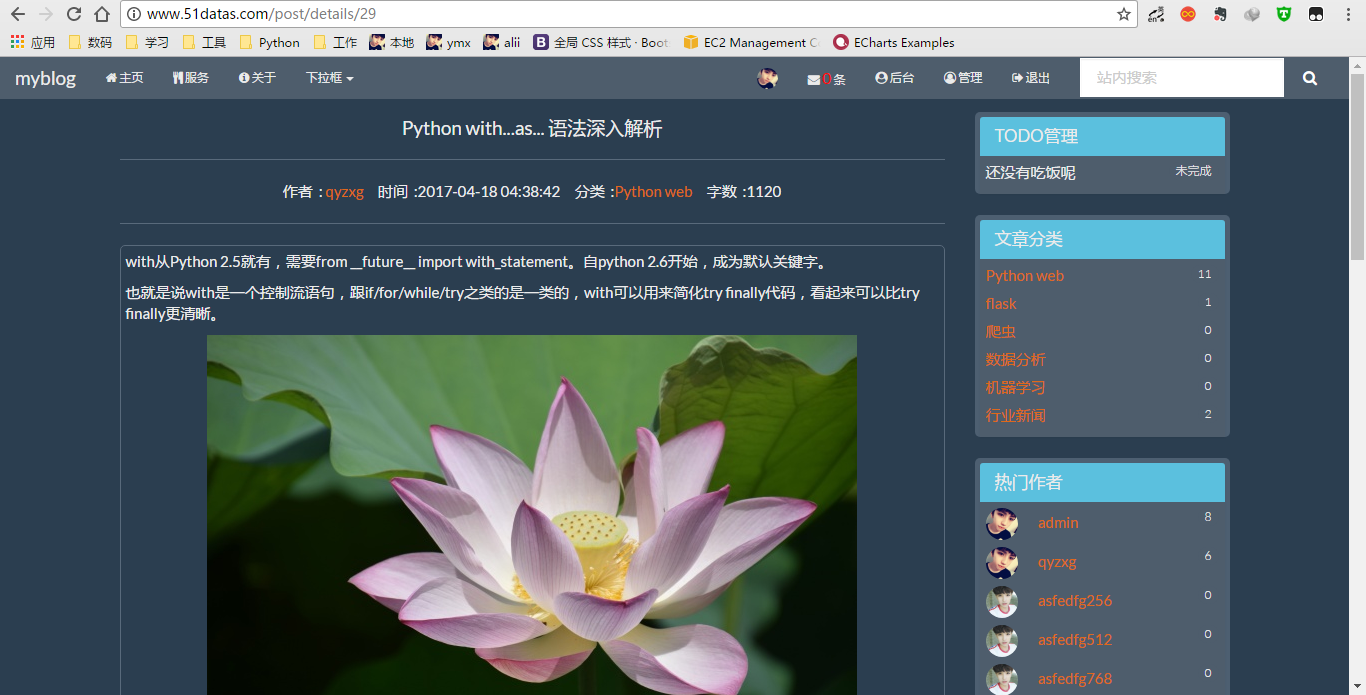 www.51datas.com/post/details/29
应用 数码 学习 工具 Python 工作 本地 ymx alii 全局 CSS 样式 · Boot EC2 Management C ECharts Examples
myblog 主页 服务 关于 下拉框 0条 后台 管理 退出 站内搜索
Python with...as... 语法深入解析
作者：qyzxg 时间：2017-04-18 04:38:42 分类：Python web 字数：1120
with从Python 2.5就有，需要from __future__ import with_statement。自python 2.6开始，成为默认关键字。
也就是说with是一个控制流语句，跟if/for/while/try之类的是一类的，with可以用来简化try finally代码，看起来可以比try
finally更清晰。
TODO管理
还没有吃饭呢 未完成
文章分类
Python web 11
flask 1
爬虫 0
数据分析 0
机器学习 0
行业新闻 2
热门作者
admin 8
qyzxg 6
asfedfg256 0
asfedfg512 0
asfedfg768 0